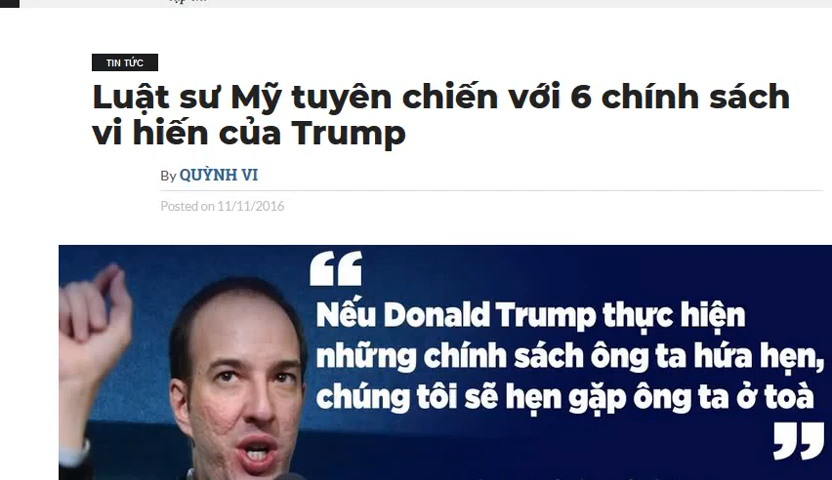 TIN TỨC
Luật sư Mỹ tuyên chiến với 6 chính sách
vi hiến của Trump
By QUỲNH VI
Posted on 11/11/2016
“
Nếu Donald Trump thực hiện
những chính sách ông ta hứa hẹn,
chúng tôi sẽ hẹn gặp ông ta ở toà
”